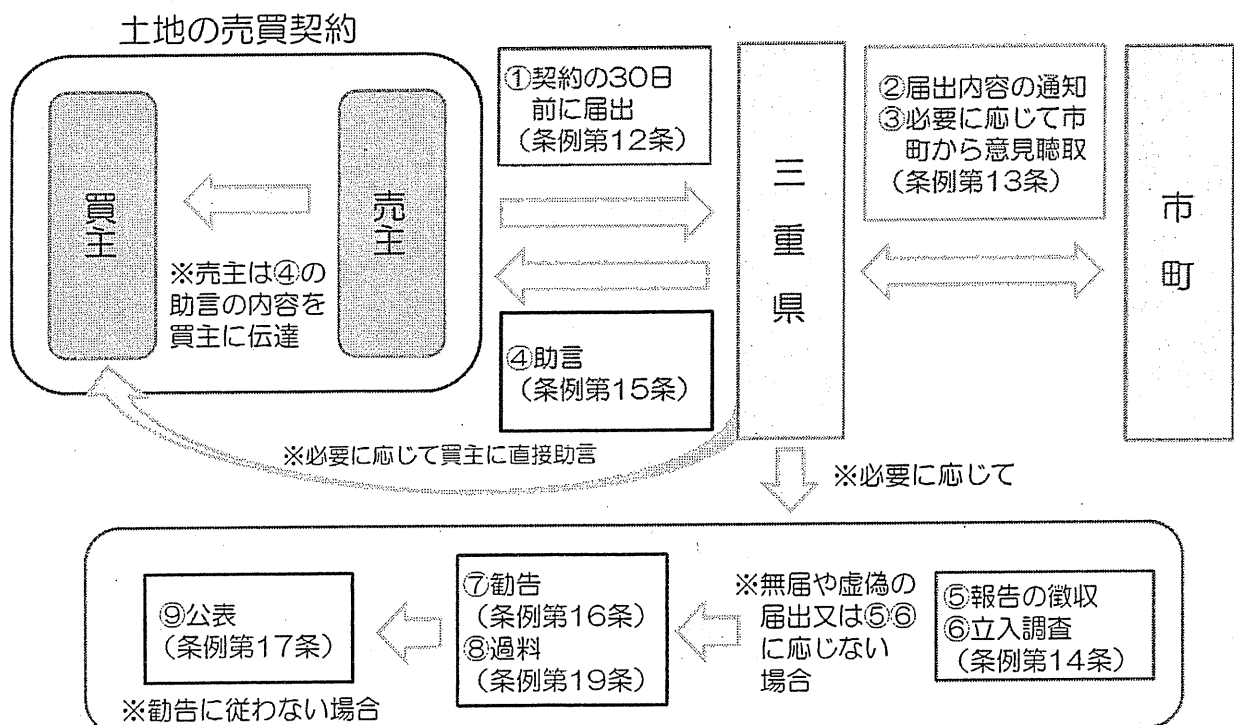 土地の売買契約
買主
売主
※売主は④の
助言の内容を
買主に伝達
①契約の30日
前に届出
(条例第12条)
④助言
(条例第15条)
三重県
②届出内容の通知
③必要に応じて市
町から意見聴取
(条例第13条)
市町
※必要に応じて買主に直接助言
※必要に応じて
⑨公表
(条例第17条)
※勧告に従わない場合
⑦勧告
(条例第16条)
⑧過料
(条例第19条)
※無届や虚偽の
届出又は⑤⑥
に応じない
場合
⑤報告の徴収
⑥立入調査
(条例第14条)